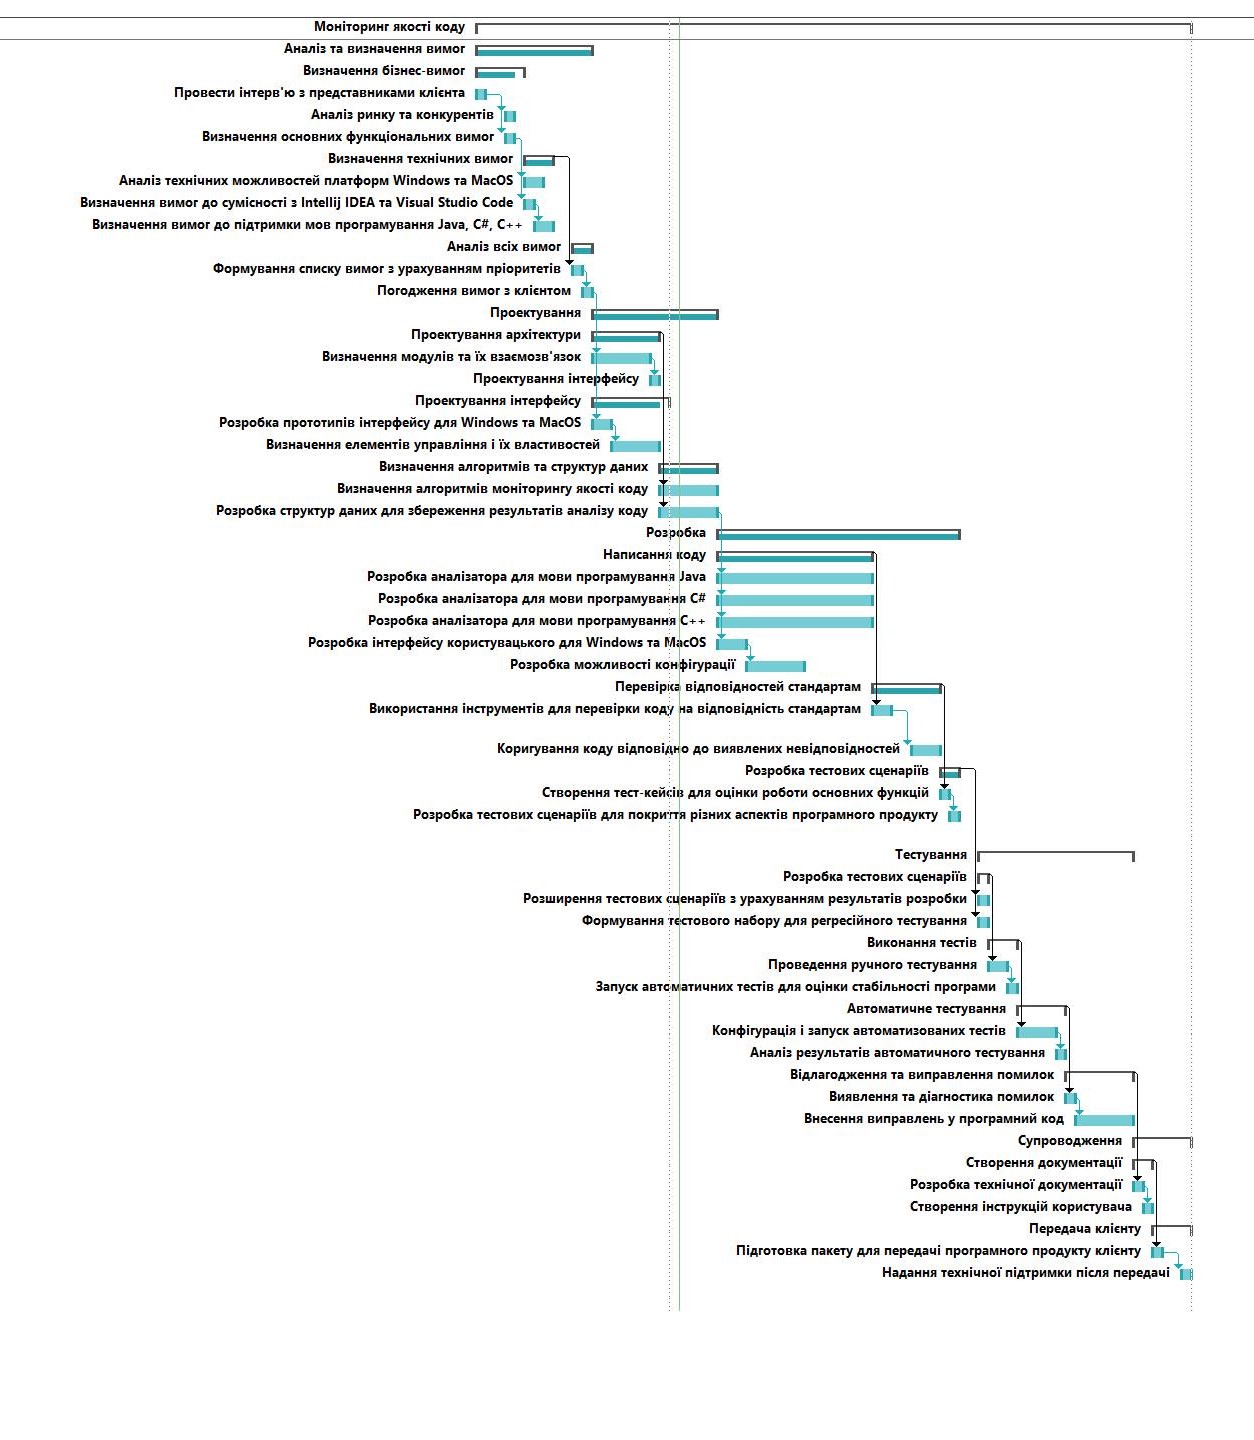 Моніторинг якості коду
Аналіз та визначення вимог
Визначення бізнес-вимог
Провести інтерв'ю з представниками клієнта
Аналіз ринку та конкурентів
Визначення основних функціональних вимог
Визначення технічних вимог
Аналіз технічних можливостей платформ Windows та MacOS
Визначення вимог до сумісності з Intellij IDEA та Visual Studio Code
Визначення вимог до підтримки мов програмування Java, C#, C++
Аналіз всіх вимог
Формування списку вимог з урахуванням пріоритетів
Погодження вимог з клієнтом
Проектування
Проектування архітектури
Визначення модулів та їх взаємозв'язок
Проектування інтерфейсу
Проектування інтерфейсу
Розробка прототипів інтерфейсу для Windows та MacOS
Визначення елементів управління і їх властивостей
Визначення алгоритмів та структур даних
Визначення алгоритмів моніторингу якості коду
Розробка структур даних для збереження результатів аналізу коду
Розробка
Написання коду
Розробка аналізатора для мови програмування Java
Розробка аналізатора для мови програмування C#
Розробка аналізатора для мови програмування C++
Розробка інтерфейсу користувацького для Windows та MacOS
Розробка можливості конфігурації
Перевірка відповідностей стандартам
Використання інструментів для перевірки коду на відповідність стандартам
Коригування коду відповідно до виявлених невідповідностей
Розробка тестових сценаріїв
Створення тест-кейсів для оцінки роботи основних функцій
Розробка тестових сценаріїв для покриття різних аспектів програмного продукту
Тестування
Розробка тестових сценаріїв
Розширення тестових сценаріїв з урахуванням результатів розробки
Формування тестового набору для регресійного тестування
Виконання тестів
Проведення ручного тестування
Запуск автоматичних тестів для оцінки стабільності програми
Автоматичне тестування
Конфігурація і запуск автоматизованих тестів
Аналіз результатів автоматичного тестування
Відлагодження та виправлення помилок
Виявлення та діагностика помилок
Внесення виправлень у програмний код
Супроводження
Створення документації
Розробка технічної документації
Створення інструкцій користувача
Передача клієнту
Підготовка пакету для передачі програмного продукту клієнту
Надання технічної підтримки після передачі